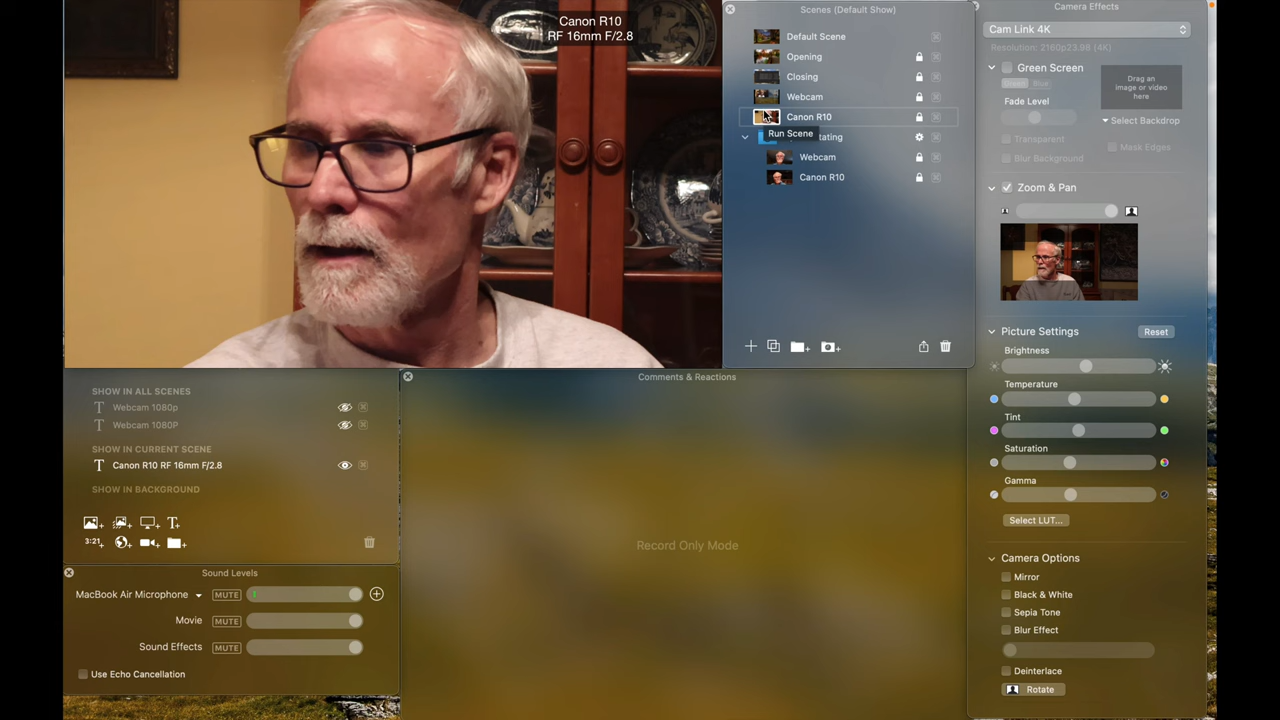 Canon R10
RF 16mm F/2.8
Scenes (Default Show)
Default Scene
Opening
Closing
Webcam
Canon R10
Run Scene
ating
Webcam
Canon R10
Camera Effects
Cam Link 4K
Resolution: 2160p23.98 (4K)
Green Screen
Green Blue
Fade Level
Drag an
image or video
here
Select Backdrop
Transparent
Mask Edges
Blur Background
Zoom & Pan
Picture Settings
Reset
Brightness
Temperature
Tint
Saturation
Gamma
Select LUT...
Camera Options
Mirror
Black & White
Sepia Tone
Blur Effect
Deinterlace
Rotate
SHOW IN ALL SCENES
T Webcam 1080p
T Webcam 1080P
SHOW IN CURRENT SCENE
T Canon R10 RF 16mm F/2.8
SHOW IN BACKGROUND
T+
3:21+
Sound Levels
MacBook Air Microphone
MUTE
Movie
MUTE
Sound Effects
MUTE
Use Echo Cancellation
Comments & Reactions
Record Only Mode